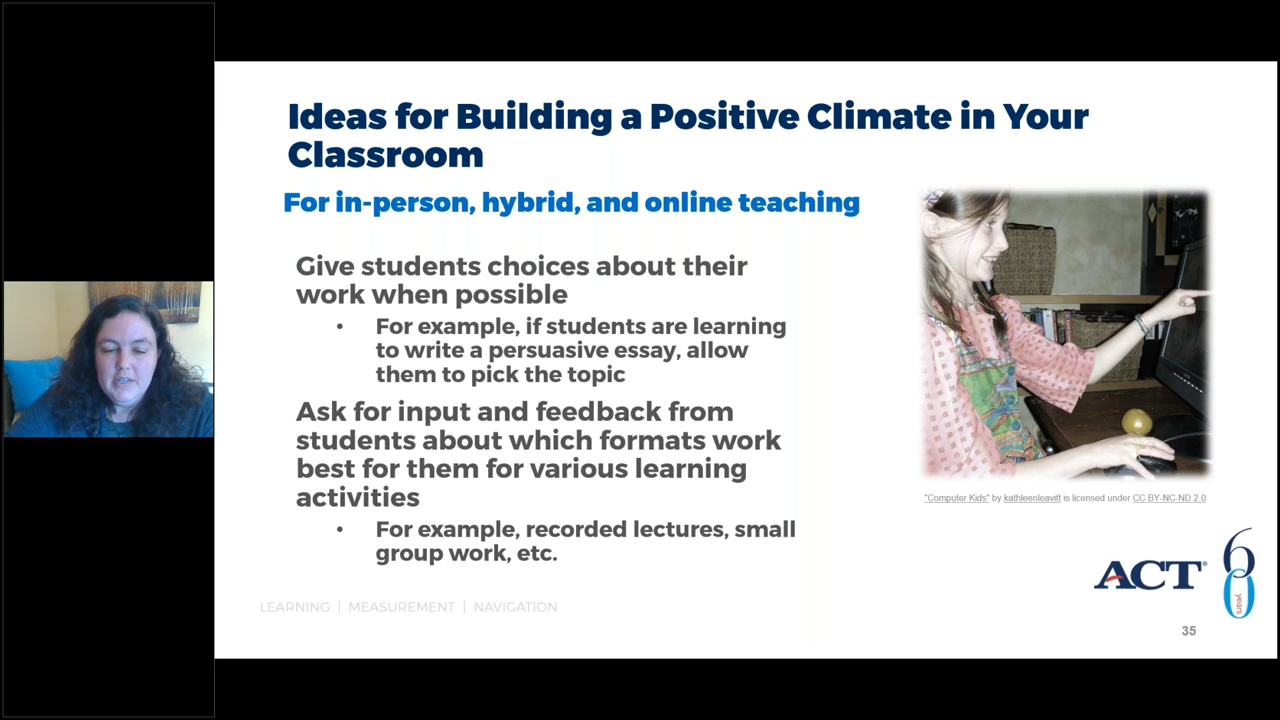 Ideas for Building a Positive Climate in Your
Classroom
For in-person, hybrid, and online teaching
Give students choices about their
work when possible
• For example, if students are learning
to write a persuasive essay, allow
them to pick the topic
Ask for input and feedback from
students about which formats work
best for them for various learning
activities
• For example, recorded lectures, small
group work, etc.
"Computer Kids" by kathleenleavitt is licensed under CC BY-NC-ND 2.0
ACT® 60
years
LEARNING | MEASUREMENT | NAVIGATION
35